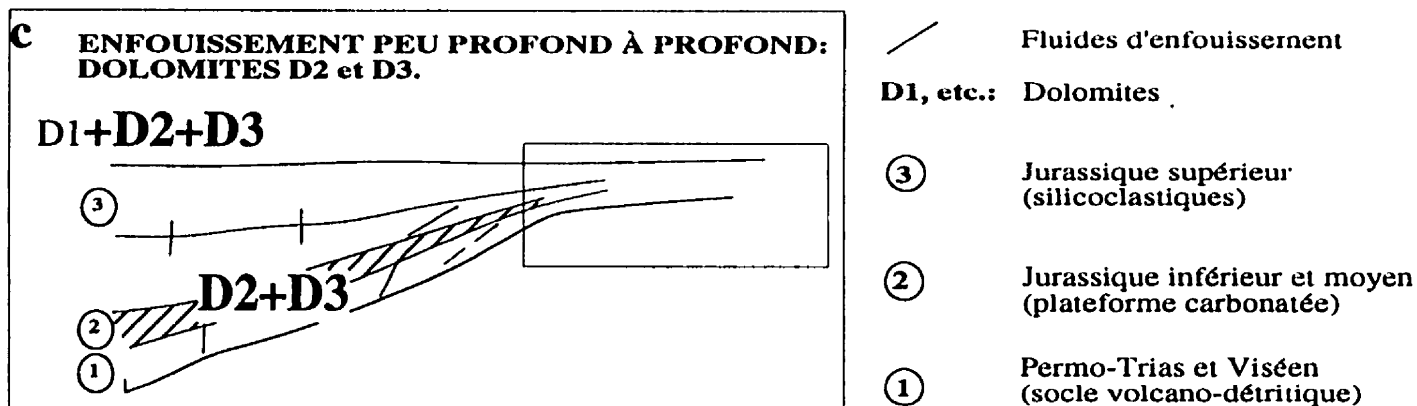 c ENFOUISSEMENT PEU PROFOND À PROFOND:
DOLOMITES D2 et D3.
D1+D2+D3
3
D2+D3
2
1
Fluides d'enfouissement
D1, etc.: Dolomites
3 Jurassique supérieur
(silicoclastiques)
2 Jurassique inférieur et moyen
(plateforme carbonatée)
1 Permo-Trias et Viséen
(socle volcano-détritique)